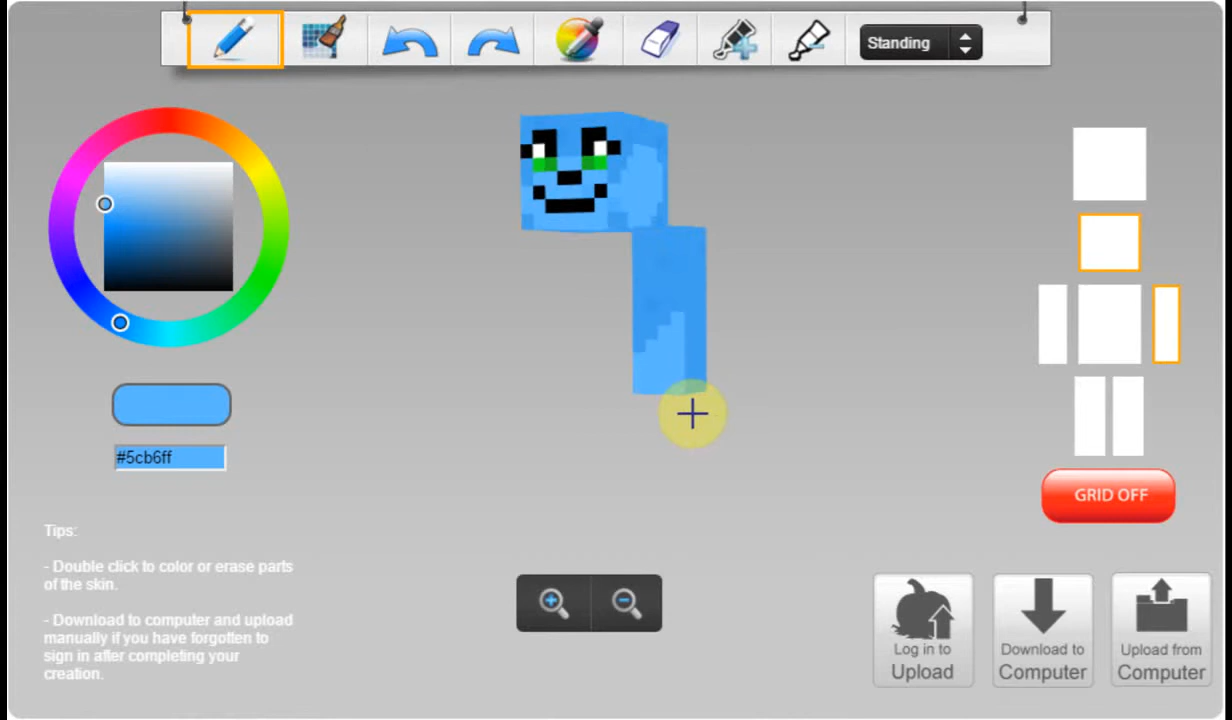 Standing
#5cb6ff
GRID OFF
Tips:
- Double click to color or erase parts
of the skin.
- Download to computer and upload
manually if you have forgotten to
sign in after completing your
creation.
Log in to
Upload
Download to
Computer
Upload from
Computer